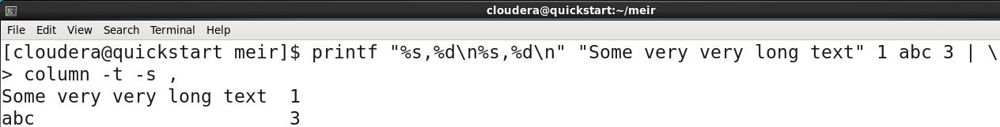 cloudera@quickstart:~/meir
File Edit View Search Terminal Help
[cloudera@quickstart meir]$ printf "%s,%d\n%s,%d\n" "Some very very long text" 1 abc 3 | \
> column -t -s ,
Some very very long text  1
abc                       3